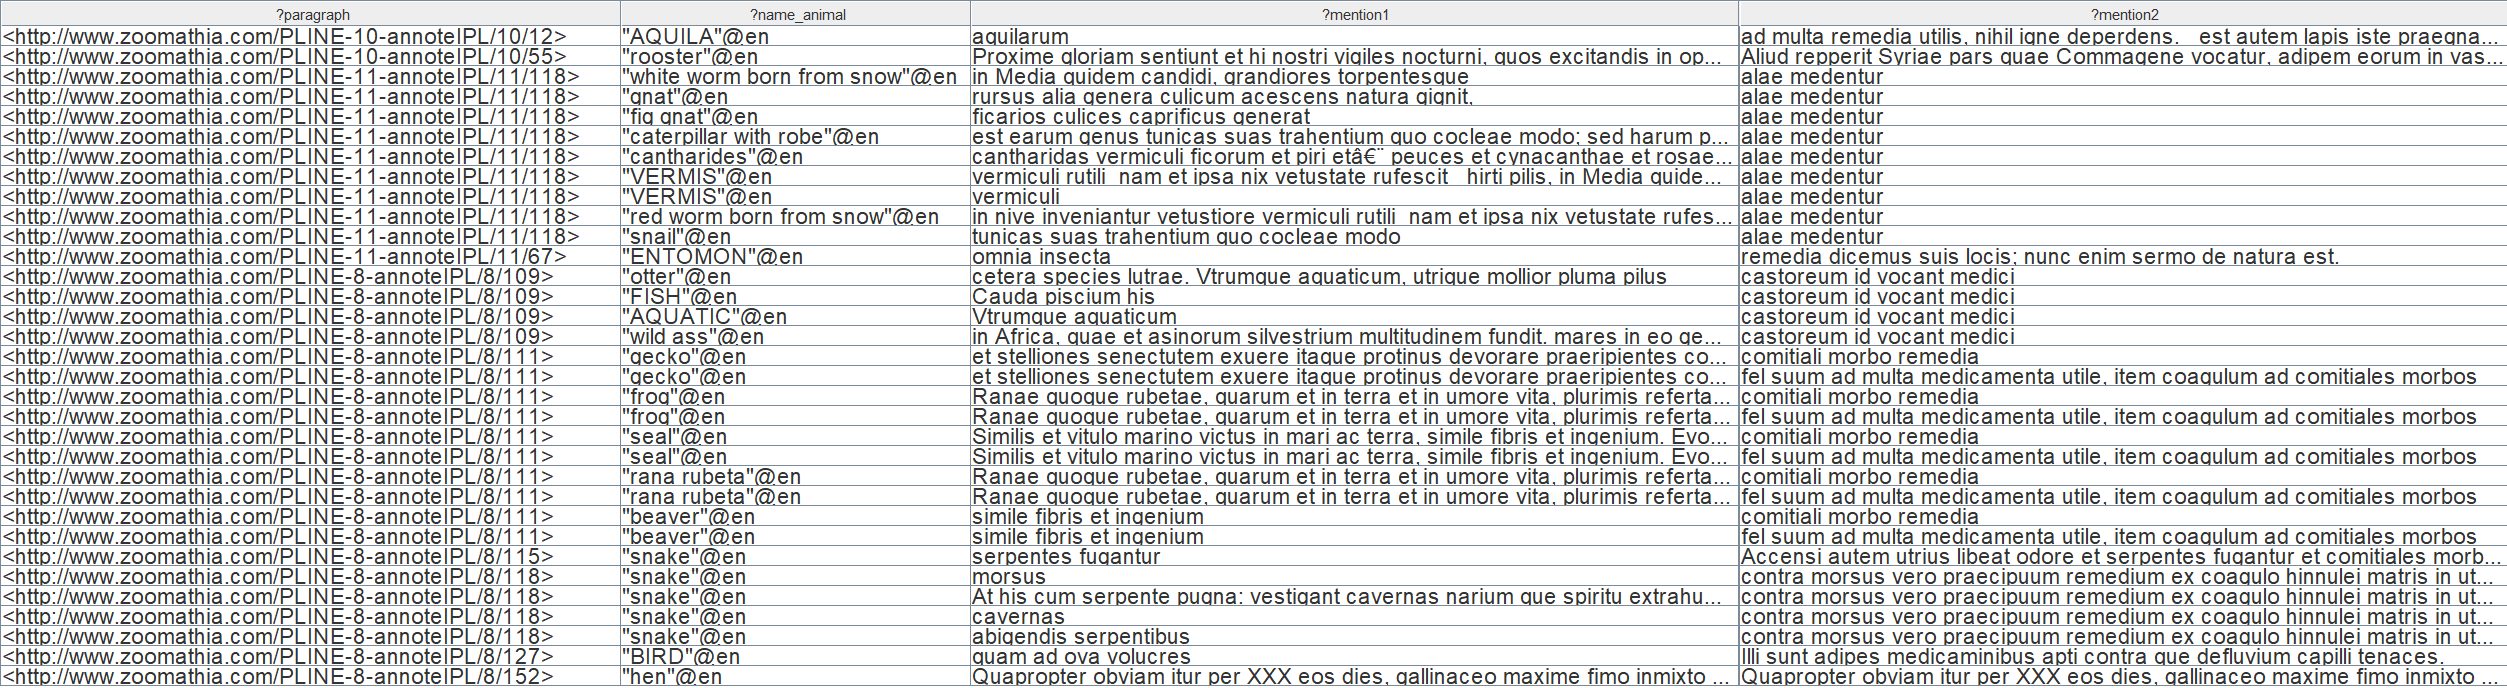 ?paragraph ?name_animal ?mention1 ?mention2
<http://www.zoomathia.com/PLINE-10-annoteIPL/10/12> "AQUILA"@en aquilarum ad multa remedia utilis, nihil igne deperdens. est autem lapis iste praegna...
<http://www.zoomathia.com/PLINE-10-annoteIPL/10/55> "rooster"@en Proxime gloriam sentiunt et hi nostri vigiles nocturni, quos excitandis in op... Aliud repperit Syriae pars quae Commagene vocatur, adipem eorum in vas...
<http://www.zoomathia.com/PLINE-11-annoteIPL/11/118> "white worm born from snow"@en in Media quidem candidi, grandiores torpentesque alae medentur
<http://www.zoomathia.com/PLINE-11-annoteIPL/11/118> "gnat"@en rursus alia genera culicum acescens natura gignit, alae medentur
<http://www.zoomathia.com/PLINE-11-annoteIPL/11/118> "fig gnat"@en ficarios culices caprificus generat alae medentur
<http://www.zoomathia.com/PLINE-11-annoteIPL/11/118> "caterpillar with robe"@en est earum genus tunicas suas trahentium quo cocleae modo; sed harum p... alae medentur
<http://www.zoomathia.com/PLINE-11-annoteIPL/11/118> "cantharides"@en cantharidas vermiculi ficorum et piri etâ€¨ peuces et cynacanthae et rosae... alae medentur
<http://www.zoomathia.com/PLINE-11-annoteIPL/11/118> "VERMIS"@en vermiculi rutili nam et ipsa nix vetustate rufescit hirti pilis, in Media quide... alae medentur
<http://www.zoomathia.com/PLINE-11-annoteIPL/11/118> "VERMIS"@en vermiculi alae medentur
<http://www.zoomathia.com/PLINE-11-annoteIPL/11/118> "red worm born from snow"@en in nive inveniantur vetustiore vermiculi rutili nam et ipsa nix vetustate rufes... alae medentur
<http://www.zoomathia.com/PLINE-11-annoteIPL/11/118> "snail"@en tunicas suas trahentium quo cocleae modo alae medentur
<http://www.zoomathia.com/PLINE-11-annoteIPL/11/67> "ENTOMON"@en omnia insecta remedia dicemus suis locis; nunc enim sermo de natura est.
<http://www.zoomathia.com/PLINE-8-annoteIPL/8/109> "otter"@en cetera species lutrae. Vtrumque aquaticum, utrique mollior pluma pilus castoreum id vocant medici
<http://www.zoomathia.com/PLINE-8-annoteIPL/8/109> "FISH"@en Cauda piscium his castoreum id vocant medici
<http://www.zoomathia.com/PLINE-8-annoteIPL/8/109> "AQUATIC"@en Vtrumque aquaticum castoreum id vocant medici
<http://www.zoomathia.com/PLINE-8-annoteIPL/8/109> "wild ass"@en in Africa, quae et asinorum silvestrium multitudinem fundit. mares in eo ge... castoreum id vocant medici
<http://www.zoomathia.com/PLINE-8-annoteIPL/8/111> "gecko"@en et stelliones senectutem exuere itaque protinus devorare praeripientes co... comitiali morbo remedia
<http://www.zoomathia.com/PLINE-8-annoteIPL/8/111> "gecko"@en et stelliones senectutem exuere itaque protinus devorare praeripientes co... fel suum ad multa medicamenta utile, item coagulum ad comitiales morbos
<http://www.zoomathia.com/PLINE-8-annoteIPL/8/111> "frog"@en Ranae quoque rubetae, quarum et in terra et in umore vita, plurimis referta... comitiali morbo remedia
<http://www.zoomathia.com/PLINE-8-annoteIPL/8/111> "frog"@en Ranae quoque rubetae, quarum et in terra et in umore vita, plurimis referta... fel suum ad multa medicamenta utile, item coagulum ad comitiales morbos
<http://www.zoomathia.com/PLINE-8-annoteIPL/8/111> "seal"@en Similis et vitulo marino victus in mari ac terra, simile fibris et ingenium. Evo... comitiali morbo remedia
<http://www.zoomathia.com/PLINE-8-annoteIPL/8/111> "seal"@en Similis et vitulo marino victus in mari ac terra, simile fibris et ingenium. Evo... fel suum ad multa medicamenta utile, item coagulum ad comitiales morbos
<http://www.zoomathia.com/PLINE-8-annoteIPL/8/111> "rana rubeta"@en Ranae quoque rubetae, quarum et in terra et in umore vita, plurimis referta... comitiali morbo remedia
<http://www.zoomathia.com/PLINE-8-annoteIPL/8/111> "rana rubeta"@en Ranae quoque rubetae, quarum et in terra et in umore vita, plurimis referta... fel suum ad multa medicamenta utile, item coagulum ad comitiales morbos
<http://www.zoomathia.com/PLINE-8-annoteIPL/8/111> "beaver"@en simile fibris et ingenium comitiali morbo remedia
<http://www.zoomathia.com/PLINE-8-annoteIPL/8/111> "beaver"@en simile fibris et ingenium fel suum ad multa medicamenta utile, item coagulum ad comitiales morbos
<http://www.zoomathia.com/PLINE-8-annoteIPL/8/115> "snake"@en serpentes fugantur Accensi autem utrius libeat odore et serpentes fugantur et comitiales morb...
<http://www.zoomathia.com/PLINE-8-annoteIPL/8/118> "snake"@en morsus contra morsus vero praecipuum remedium ex coagulo hinnulei matris in ut...
<http://www.zoomathia.com/PLINE-8-annoteIPL/8/118> "snake"@en At his cum serpente pugna: vestigant cavernas narium que spiritu extrahu... contra morsus vero praecipuum remedium ex coagulo hinnulei matris in ut...
<http://www.zoomathia.com/PLINE-8-annoteIPL/8/118> "snake"@en cavernas contra morsus vero praecipuum remedium ex coagulo hinnulei matris in ut...
<http://www.zoomathia.com/PLINE-8-annoteIPL/8/118> "snake"@en abigendis serpentibus contra morsus vero praecipuum remedium ex coagulo hinnulei matris in ut...
<http://www.zoomathia.com/PLINE-8-annoteIPL/8/127> "BIRD"@en quam ad ova volucres Illi sunt adipes medicaminibus apti contra que defluvium capilli tenaces.
<http://www.zoomathia.com/PLINE-8-annoteIPL/8/152> "hen"@en Quapropter obviam itur per XXX eos dies, gallinaceo maxime fimo inmixto ... Quapropter obviam itur per XXX eos dies, gallinaceo maxime fimo inmixto ...